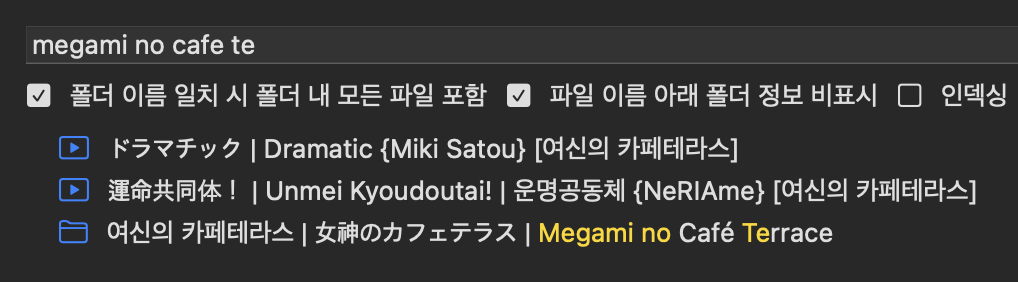 megami no cafe te
폴더 이름 일치 시 폴더 내 모든 파일 포함 파일 이름 아래 폴더 정보 비표시 인덱싱
ドラマチック | Dramatic {Miki Satou} [여신의 카페테라스]
運命共同体！ | Unmei Kyoudoutai! | 운명공동체 {NeRIAme} [여신의 카페테라스]
여신의 카페테라스 | 女神のカフェテラス | Megami no Café Terrace